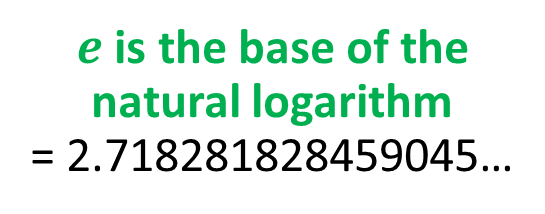 e is the base of the
natural logarithm
= 2.718281828459045...